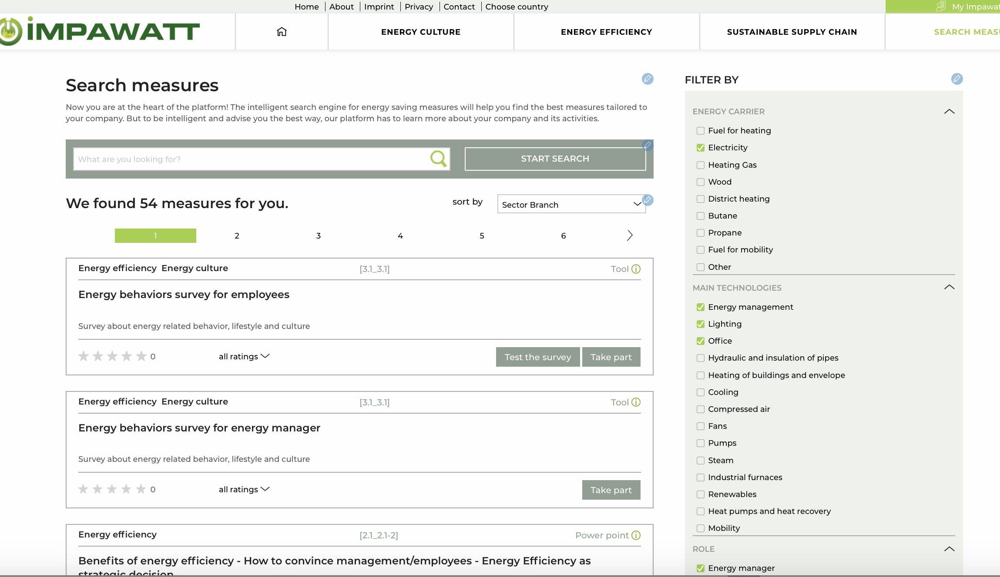 Home About Imprint Privacy Contact Choose country
My Impawat
iMPAWATT
ENERGY CULTURE
ENERGY EFFICIENCY
SUSTAINABLE SUPPLY CHAIN
SEARCH MEASU
Search measures
Now you are at the heart of the platform! The intelligent search engine for energy saving measures will help you find the best measures tailored to
your company. But to be intelligent and advise you the best way, our platform has to learn more about your company and its activities.
What are you looking for?
START SEARCH
We found 54 measures for you.
sort by
Sector Branch
1 2 3 4 5 6
Energy efficiency Energy culture
[3.1_3.1]
Tool
Energy behaviors survey for employees
Survey about energy related behavior, lifestyle and culture
0
all ratings
Test the survey
Take part
Energy efficiency Energy culture
[3.1_3.1]
Tool
Energy behaviors survey for energy manager
Survey about energy related behavior, lifestyle and culture
0
all ratings
Take part
Energy efficiency
[2.1_2.1-2]
Power point
Benefits of energy efficiency - How to convince management/employees - Energy Efficiency as
strategic decision
FILTER BY
ENERGY CARRIER
Fuel for heating
Electricity
Heating Gas
Wood
District heating
Butane
Propane
Fuel for mobility
Other
MAIN TECHNOLOGIES
Energy management
Lighting
Office
Hydraulic and insulation of pipes
Heating of buildings and envelope
Cooling
Compressed air
Fans
Pumps
Steam
Industrial furnaces
Renewables
Heat pumps and heat recovery
Mobility
ROLE
Energy manager